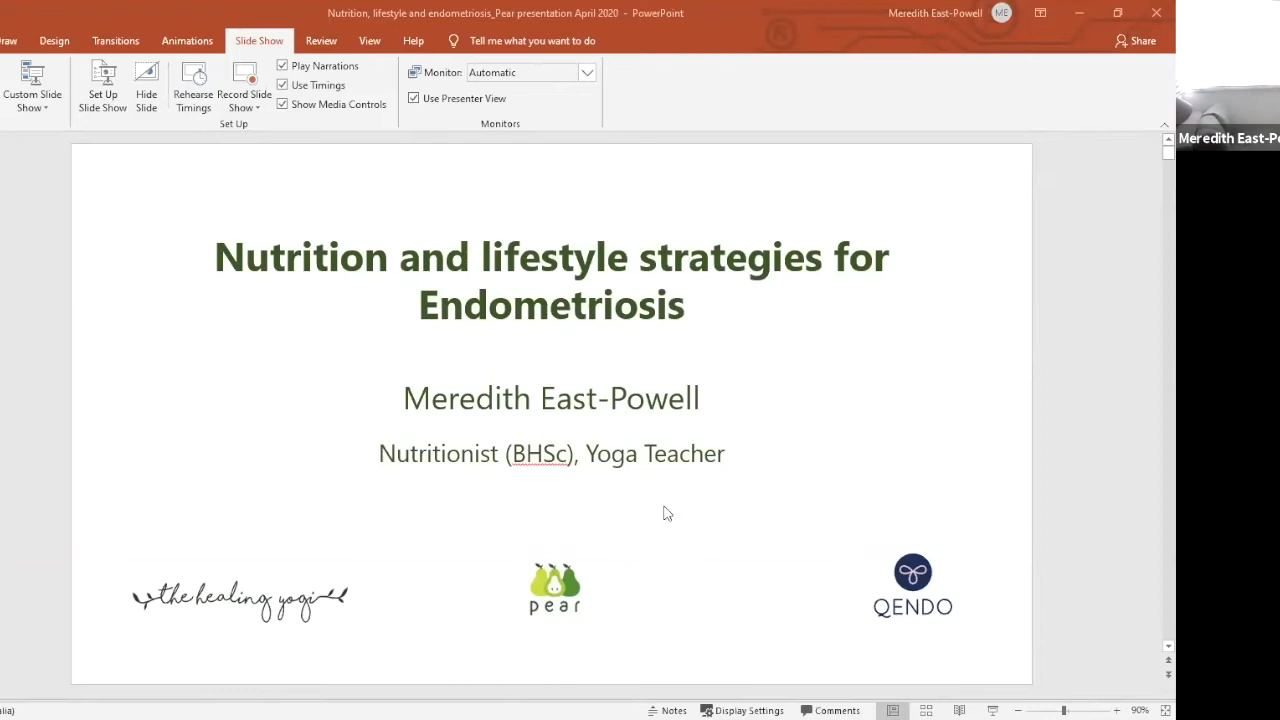 Nutrition, lifestyle and endometriosis_Pear presentation April 2020 - PowerPoint
Meredith East-Powell
ME
raw
Design
Transitions
Animations
Slide Show
Review
View
Help
Tell me what you want to do
Share
Custom Slide
Show
Set Up
Slide Show
Hide
Slide
Rehearse
Timings
Record Slide
Show
Play Narrations
Use Timings
Show Media Controls
Set Up
Monitor:
Automatic
Use Presenter View
Monitors
Meredith East-Po
Nutrition and lifestyle strategies for
Endometriosis
Meredith East-Powell
Nutritionist (BHSc), Yoga Teacher
the healing yogi
pear
QENDO
alia)
Notes
Display Settings
Comments
90%